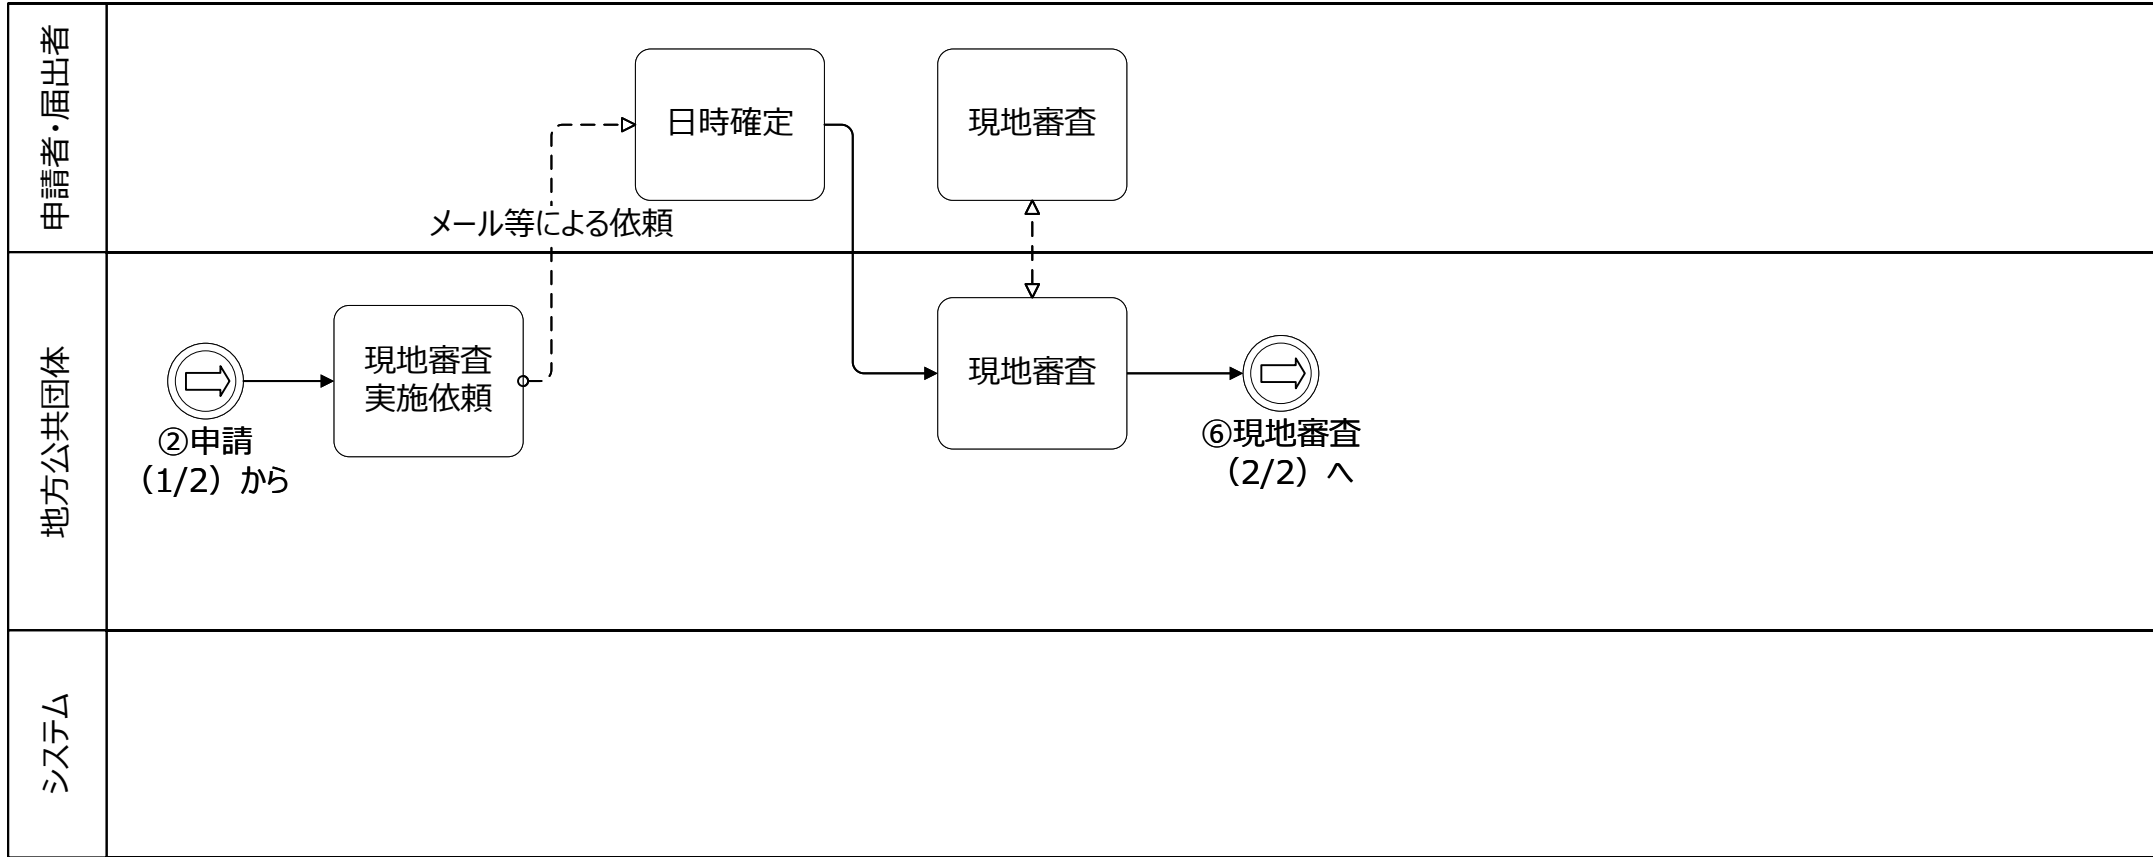 申請者・届出者
日時確定
現地審査
メール等による依頼
地方公共団体
②申請
（1/2）から
現地審査
実施依頼
現地審査
⑥現地審査
（2/2）へ
システム